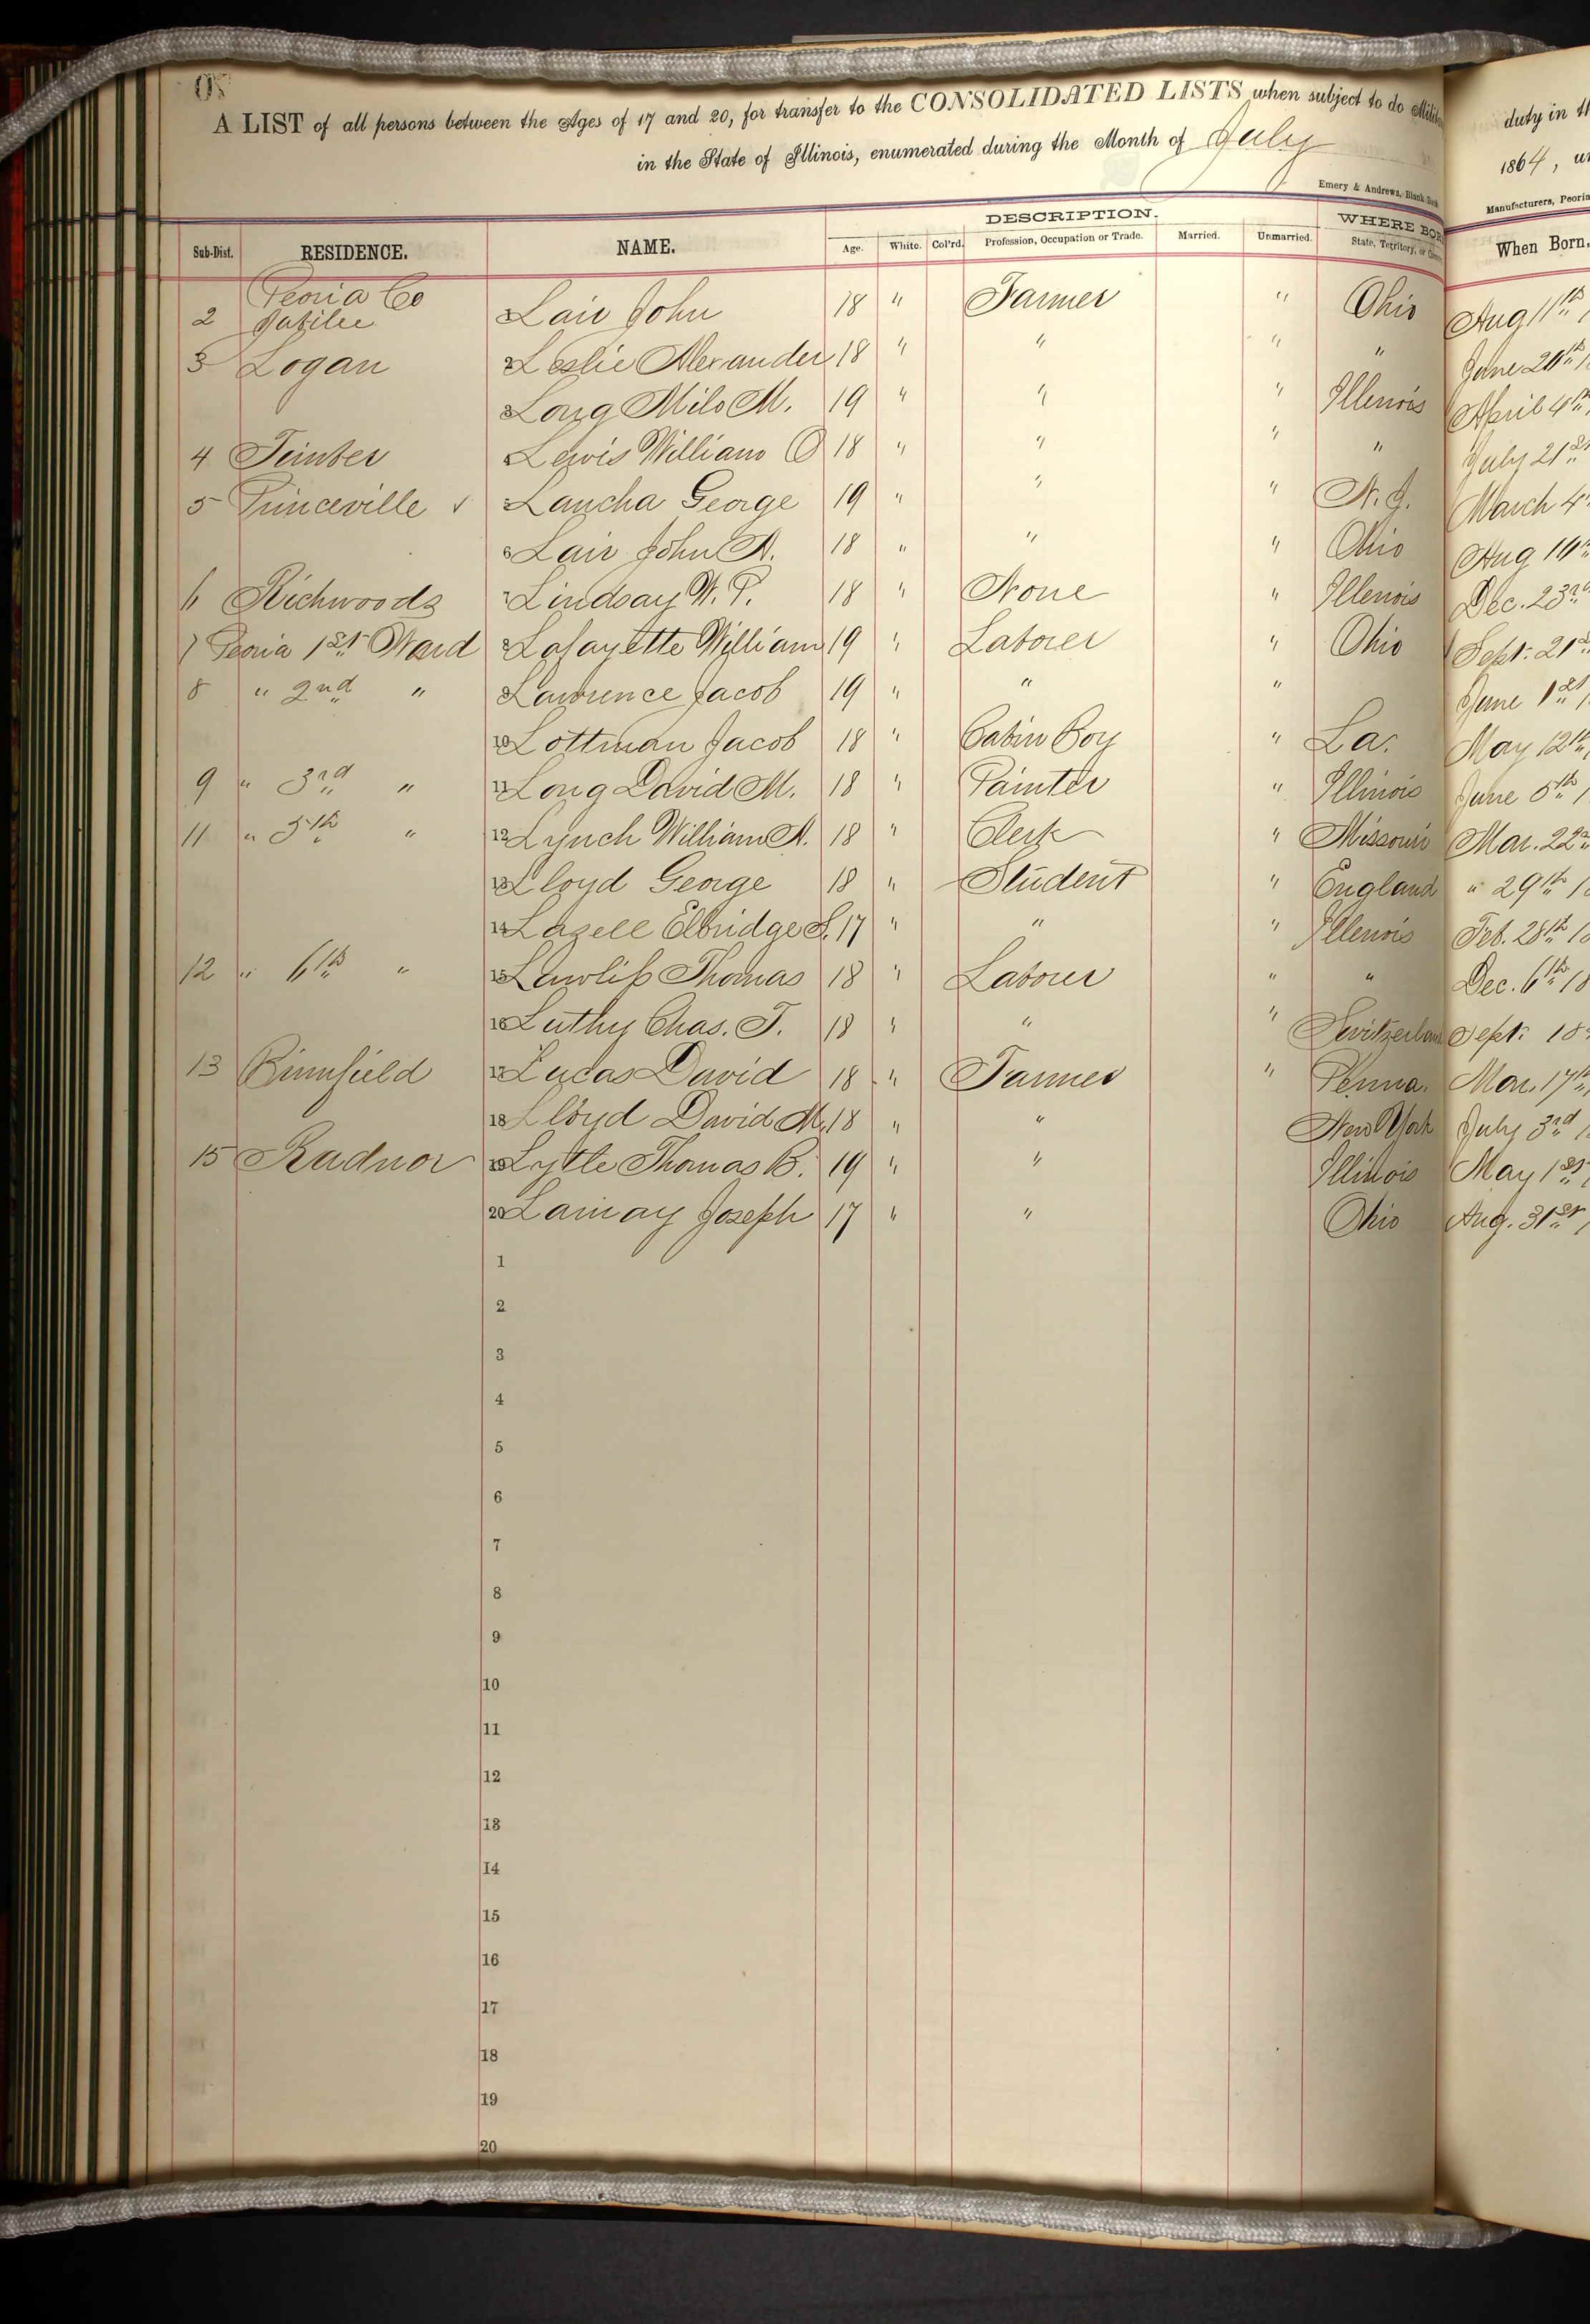 A LIST of all persons between the Ages of 17 and 20, for transfer to the CONSOLIDATED LISTS when subject to do
in the State of Illinois, enumerated during the Month of July
duty in
1864,
Emery & Andrews, Blank Book
Manufacturers, Peoria
DESCRIPTION.
WHERE BOR
Sub-Dist. RESIDENCE. NAME. Age. White. Col'rd. Profession, Occupation or Trade. Married. Unmarried. State, Territory, or When Born.
Peoria Co
2 Jubilee 1 Lair John 18 " Farmer " Ohio Aug 11th
3 Logan 2 Leslie Alexander 18 " " " " June 20th
3 Long Milo M. 19 " " " Illenois April 4th
4 Timber 4 Lewis William O 18 " " " " July 21st
5 Princeville 5 Lancha George 19 " " " N. J. March 4
6 Lair John A. 18 " " " Ohio Aug 10
6 Richwoods 7 Lindsay W. P. 18 " None " Illenois Dec. 23rd
7 Peoria 1st Ward 8 Lafayette William 19 " Laborer " Ohio Sept. 21st
8 " 2nd " 9 Lawrence Jacob 19 " " " June 1st
10 Lottman Jacob 18 " Cabin Boy " La. May 12th
9 " 3rd " 11 Long David M. 18 " Painter " Illinois June 5th
11 " 5th " 12 Lynch William A. 18 " Clerk " Missouri Mar. 22nd
13 Lloyd George 18 " Student " England " 29th
14 Lazell Elbridge S. 17 " " " Illenois Feb. 28th
12 " 6th " 15 Lawlis Thomas 18 " Laborer " " Dec. 6th 18
16 Luthy Chas. T. 18 " " " Switzerland Sept. 18
13 Brimfield 17 Lucas David 18 " Farmer " Penna. Mar. 17th
18 Lloyd David M. 18 " " New York July 3rd
15 Radnor 19 Lytle Thomas B. 19 " " Illinois May 1st
20 Lamay Joseph 17 " " Ohio Aug. 31st
1
2
3
4
5
6
7
8
9
10
11
12
13
14
15
16
17
18
19
20